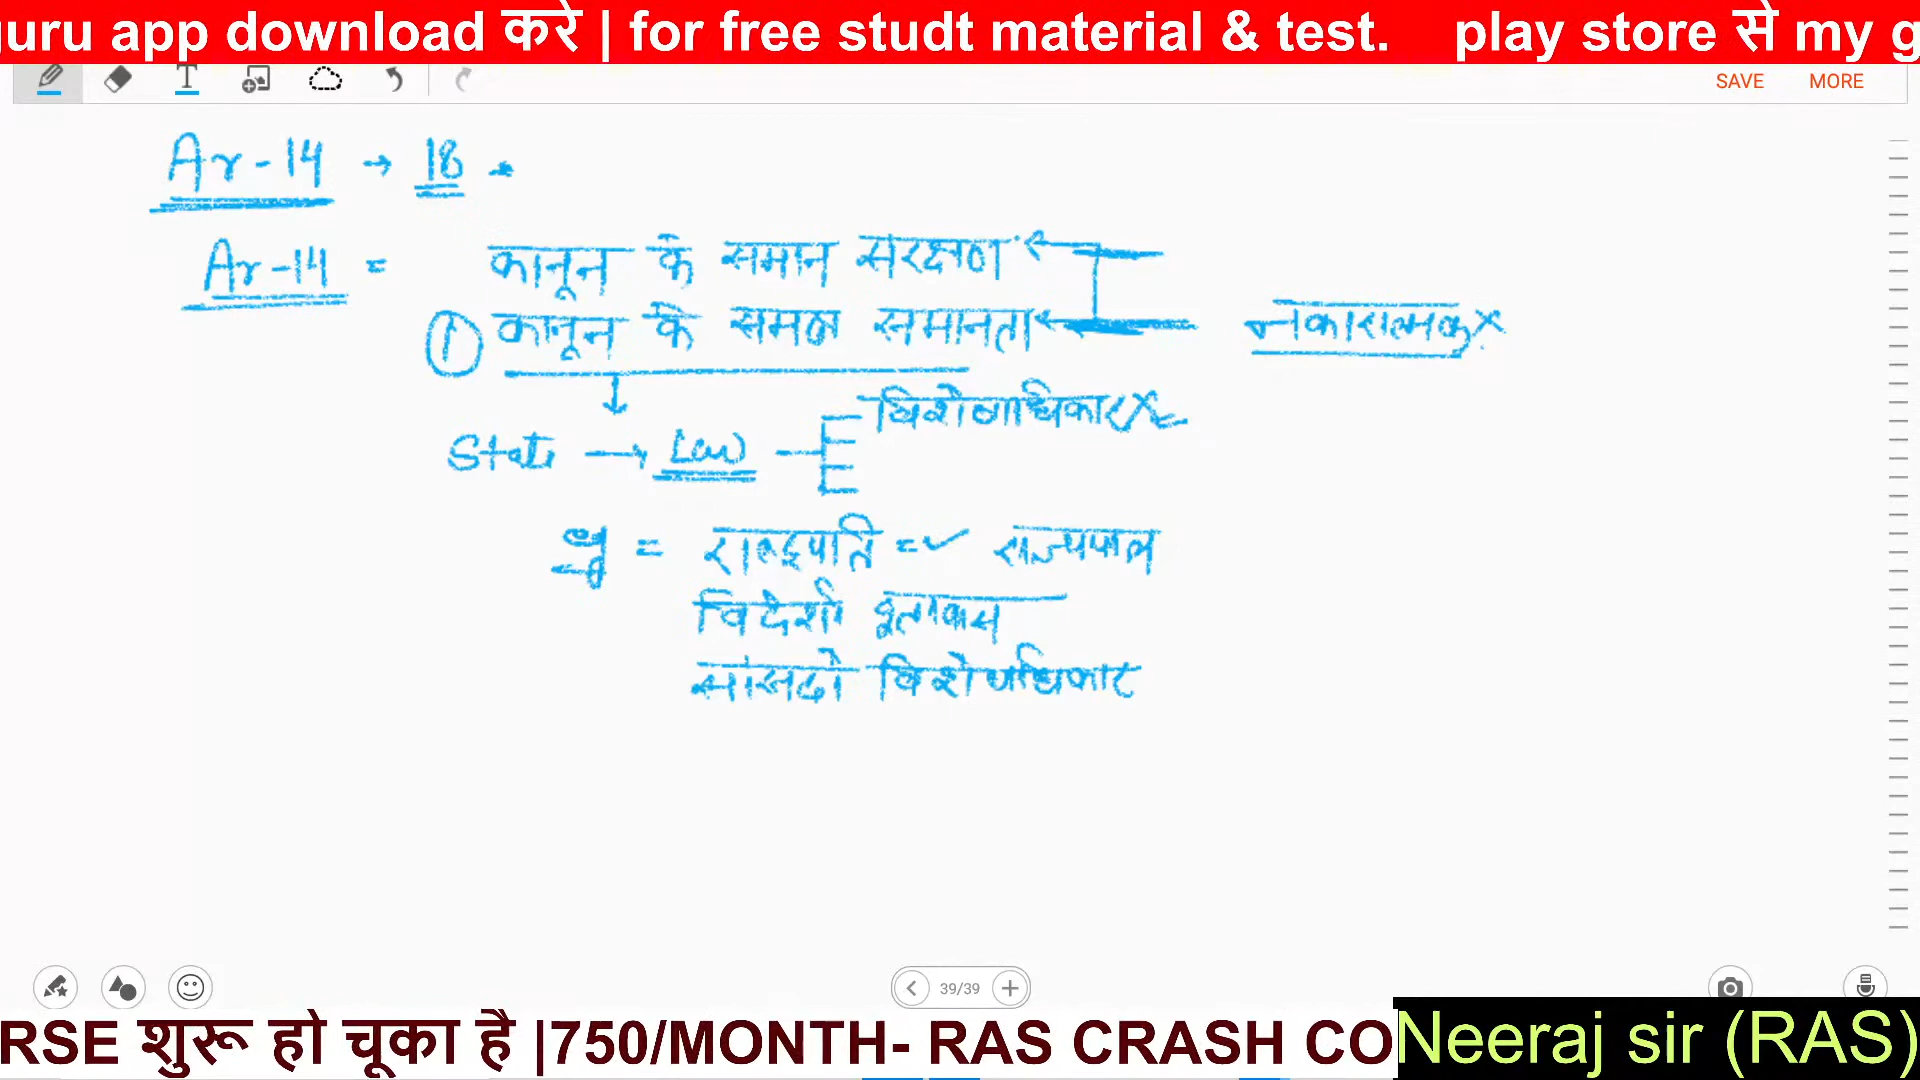 guru app download करे | for free studt material & test. play store से my g
SAVE MORE
Ar-14 → 18
Ar-14 = कानून के समान संरक्षण
① कानून के समक्ष समानता नकारात्मक ×
विशेषाधिकार ×
State → Law
= राष्ट्रपति = ✓ राज्यपाल
विदेशी दूतावास
सांसदो विशेषाधिकार
39/39
RSE शुरू हो चूका है |750/MONTH- RAS CRASH CO
Neeraj sir (RAS)